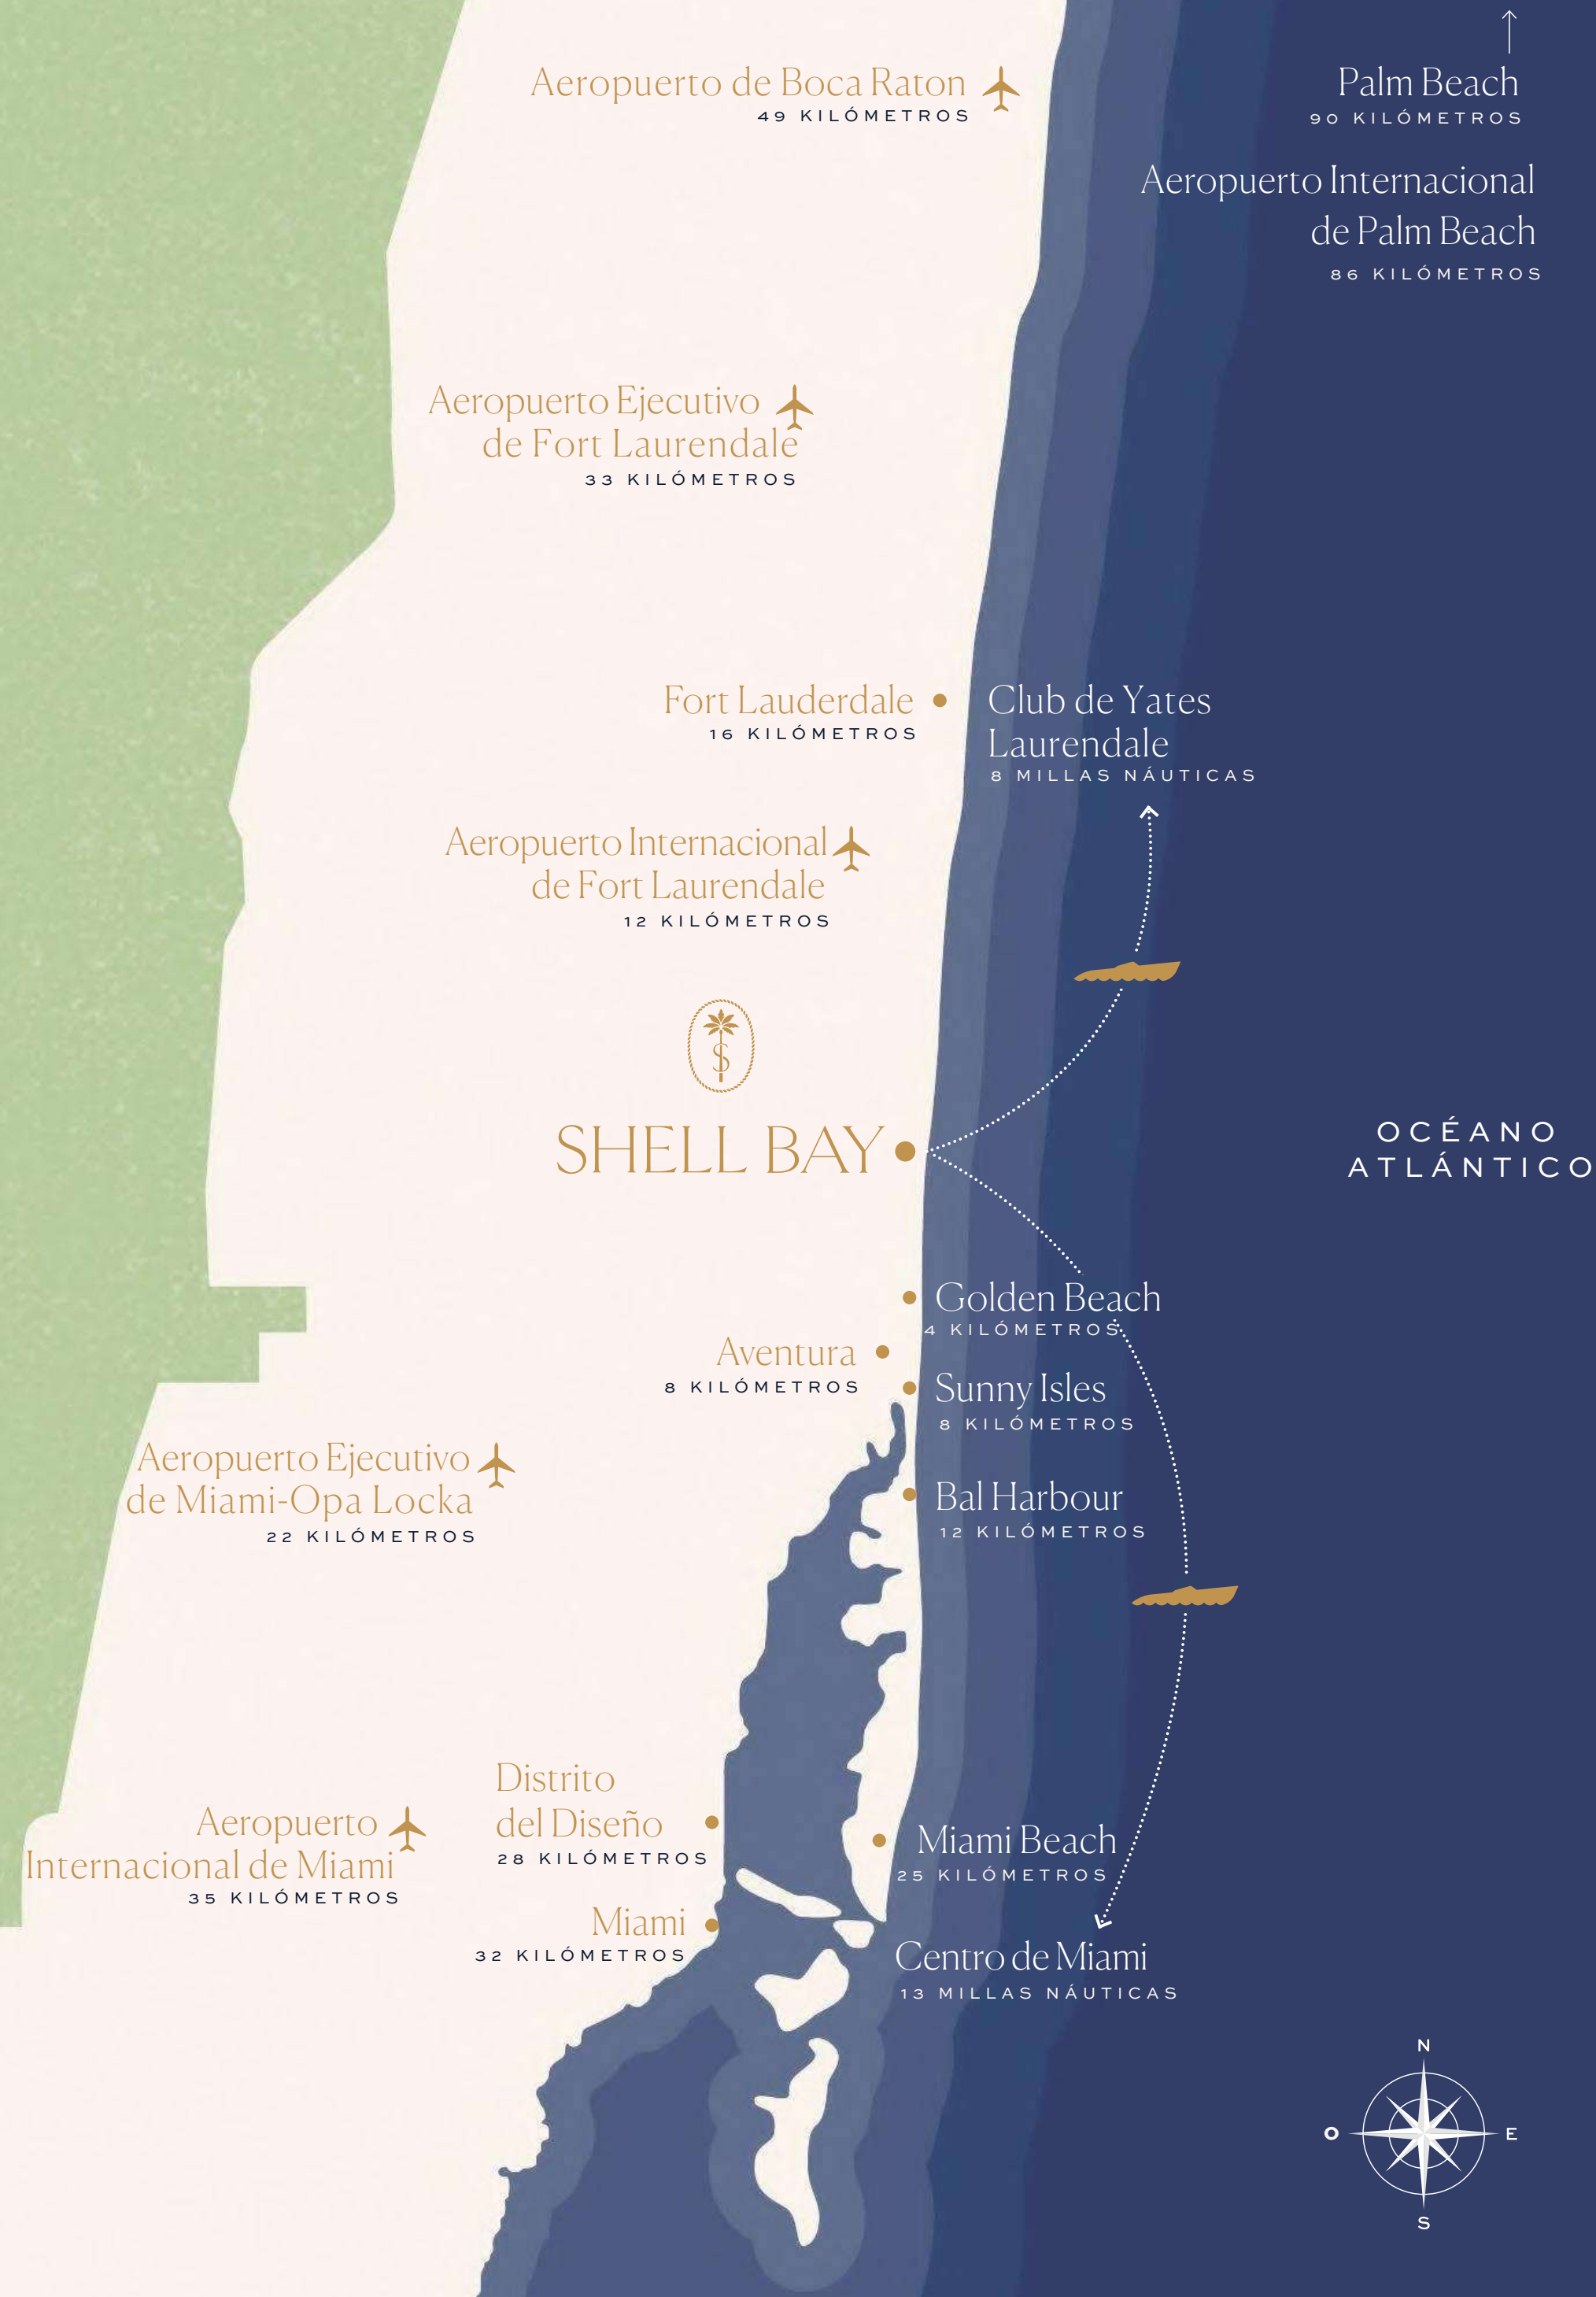 Aeropuerto de Boca Raton
49 KILÓMETROS
Palm Beach
90 KILÓMETROS
Aeropuerto Internacional
de Palm Beach
86 KILÓMETROS
Aeropuerto Ejecutivo
de Fort Laurendale
33 KILÓMETROS
Fort Lauderdale
16 KILÓMETROS
Club de Yates
Laurendale
8 MILLAS NÁUTICAS
Aeropuerto Internacional
de Fort Laurendale
12 KILÓMETROS
S
SHELL BAY
OCÉANO
ATLÁNTICO
Golden Beach
4 KILÓMETROS
Aventura
8 KILÓMETROS
Sunny Isles
8 KILÓMETROS
Aeropuerto Ejecutivo
de Miami-Opa Locka
22 KILÓMETROS
Bal Harbour
12 KILÓMETROS
Distrito
del Diseño
28 KILÓMETROS
Aeropuerto
Internacional de Miami
35 KILÓMETROS
Miami Beach
25 KILÓMETROS
Miami
32 KILÓMETROS
Centro de Miami
13 MILLAS NÁUTICAS
N
O E
S